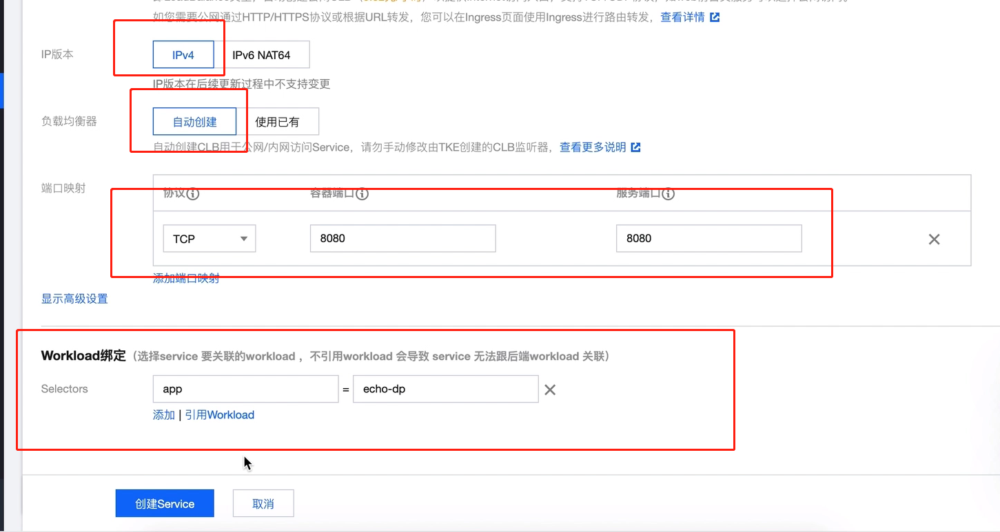 如您需要公网通过HTTP/HTTPS协议或根据URL转发，您可以在Ingress页面使用Ingress进行路由转发，查看详情
IP版本 IPv4 IPv6 NAT64
IP版本在后续更新过程中不支持变更
负载均衡器 自动创建 使用已有
自动创建CLB用于公网/内网访问Service，请勿手动修改由TKE创建的CLB监听器，查看更多说明
端口映射 协议 容器端口 服务端口
TCP 8080 8080
添加端口映射
显示高级设置
Workload绑定（选择service 要关联的workload ，不引用workload 会导致 service 无法跟后端workload 关联）
Selectors app = echo-dp
添加 | 引用Workload
创建Service 取消